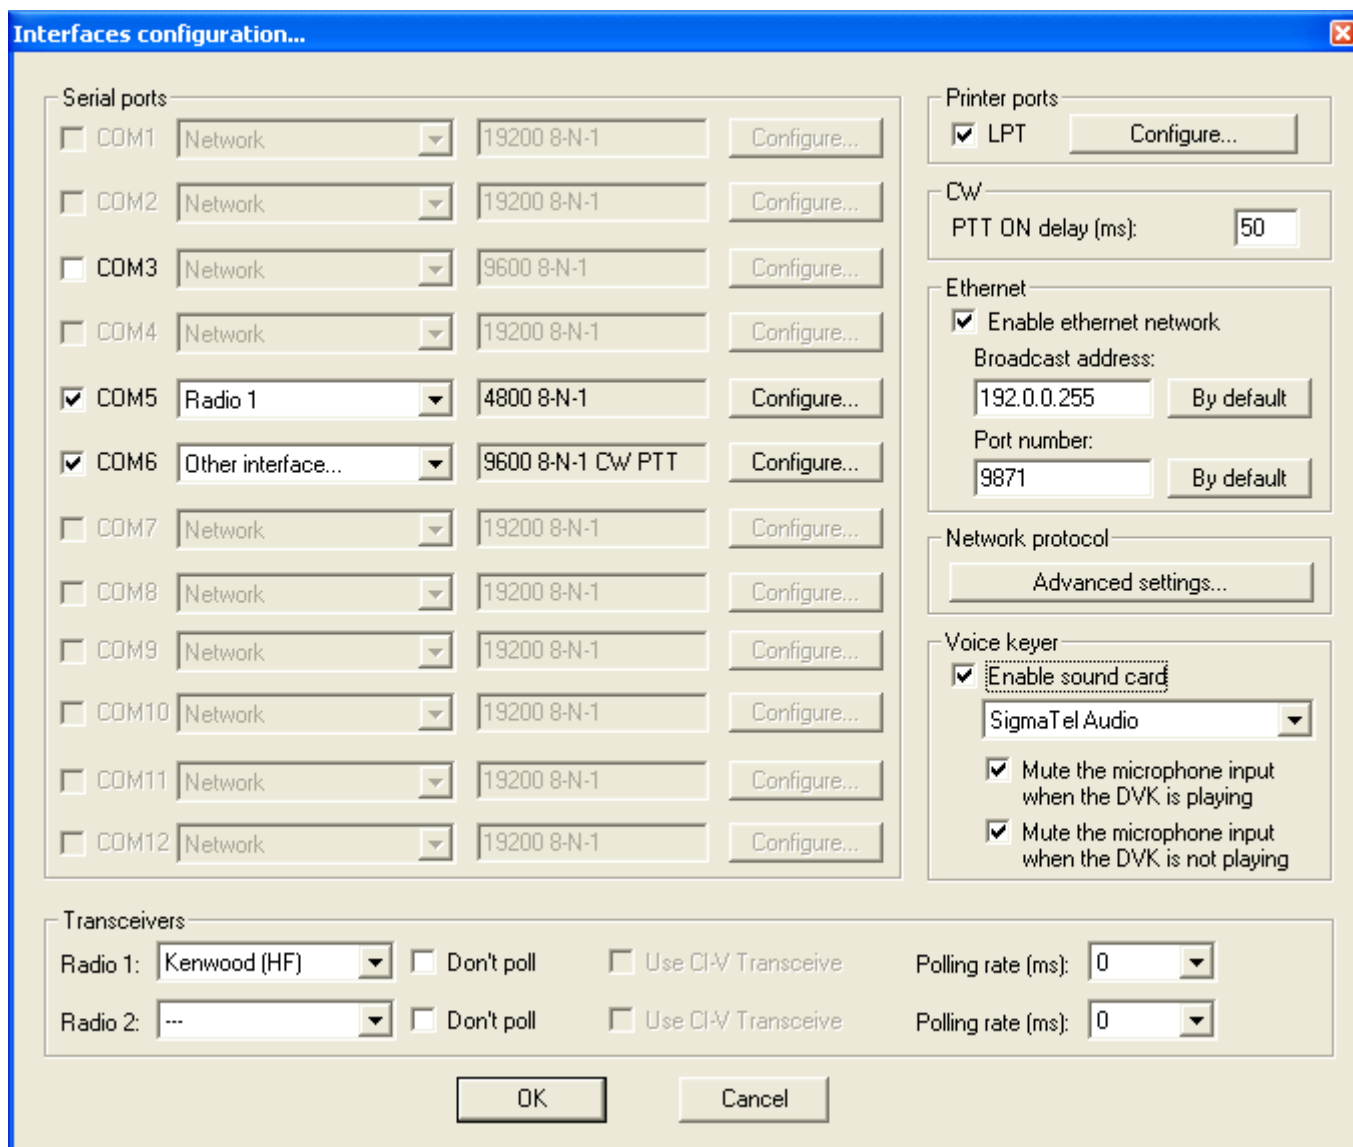 Interfaces configuration...
Serial ports
COM1 Network 19200 8-N-1 Configure...
COM2 Network 19200 8-N-1 Configure...
COM3 Network 9600 8-N-1 Configure...
COM4 Network 19200 8-N-1 Configure...
COM5 Radio 1 4800 8-N-1 Configure...
COM6 Other interface... 9600 8-N-1 CW PTT Configure...
COM7 Network 19200 8-N-1 Configure...
COM8 Network 19200 8-N-1 Configure...
COM9 Network 19200 8-N-1 Configure...
COM10 Network 19200 8-N-1 Configure...
COM11 Network 19200 8-N-1 Configure...
COM12 Network 19200 8-N-1 Configure...
Printer ports
LPT Configure...
CW
PTT ON delay (ms): 50
Ethernet
Enable ethernet network
Broadcast address:
192.0.0.255 By default
Port number:
9871 By default
Network protocol
Advanced settings...
Voice keyer
Enable sound card
SigmaTel Audio
Mute the microphone input
when the DVK is playing
Mute the microphone input
when the DVK is not playing
Transceivers
Radio 1: Kenwood (HF) Don't poll Use CI-V Transceive Polling rate (ms): 0
Radio 2: --- Don't poll Use CI-V Transceive Polling rate (ms): 0
OK Cancel